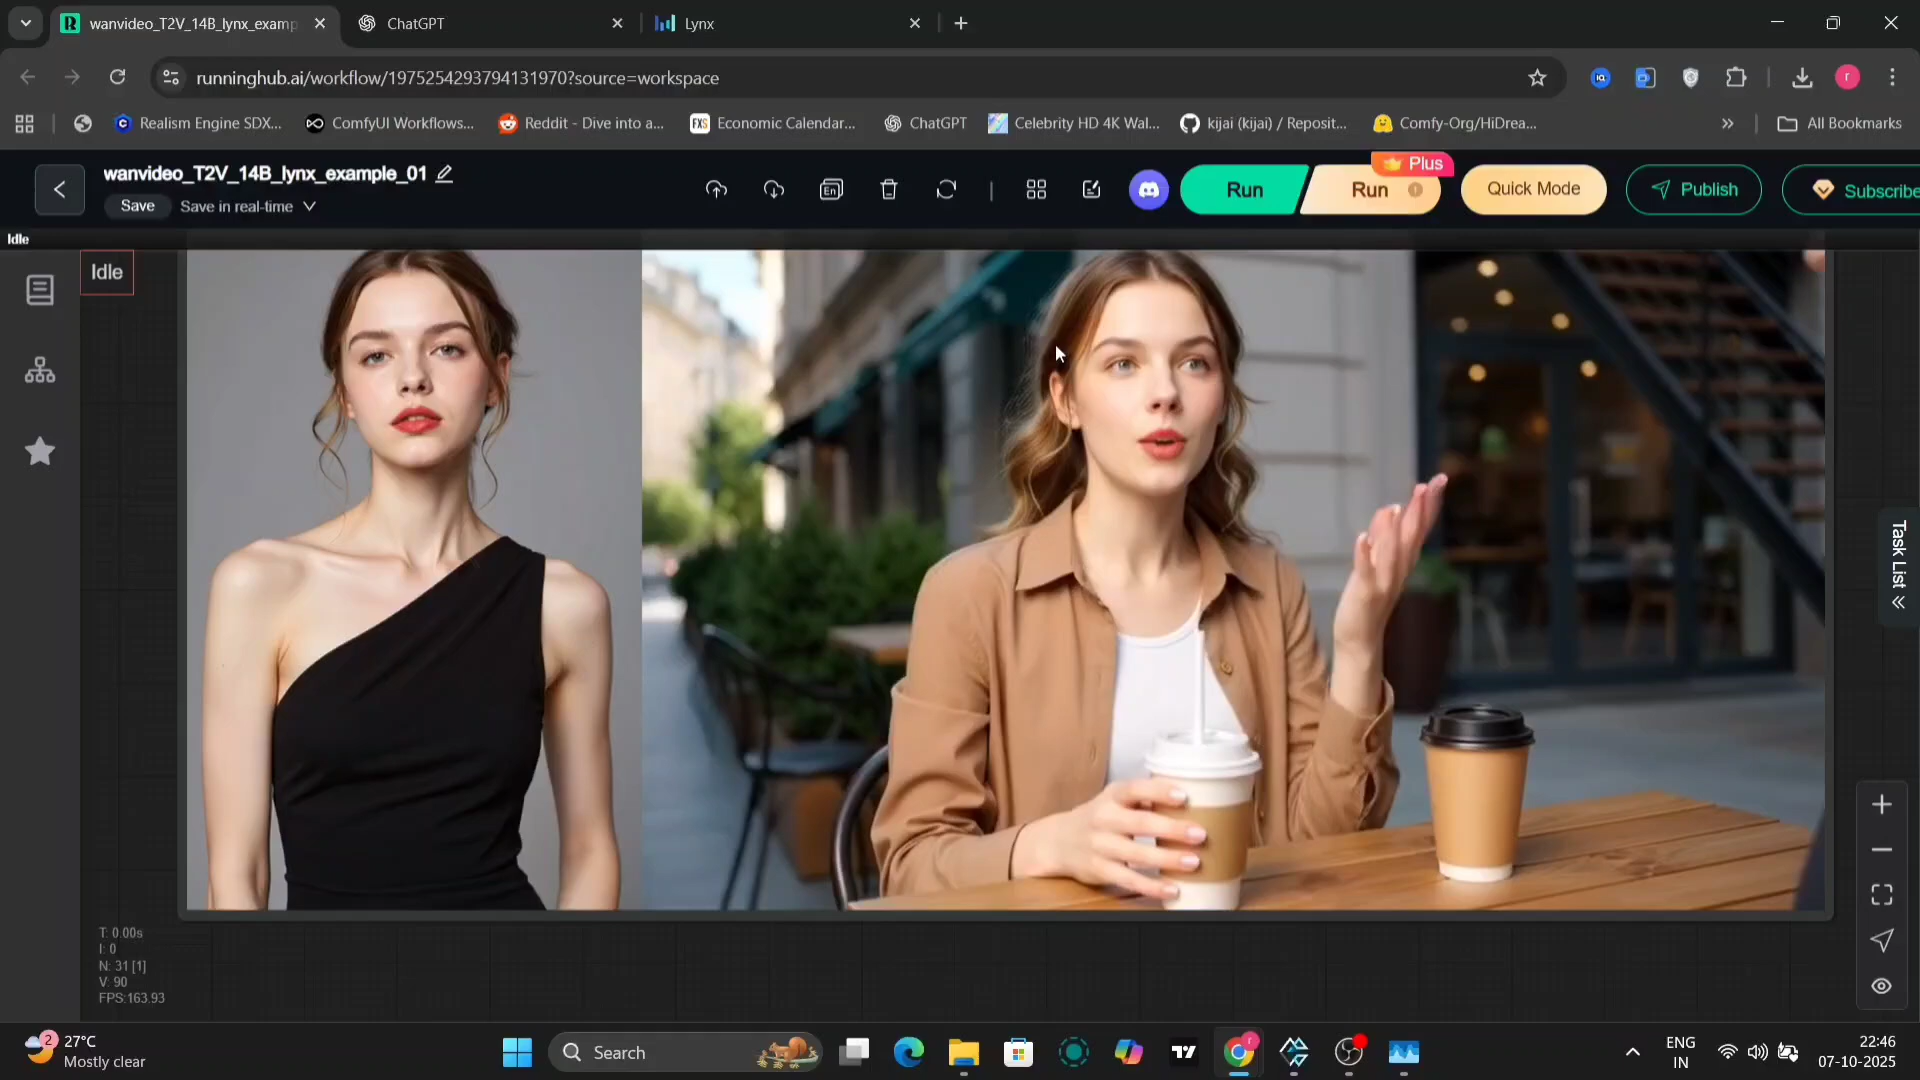 wanvideo_T2V_14B_lynx_examp
ChatGPT
Lynx
runninghub.ai/workflow/1975254293794131970?source=workspace
Realism Engine SDX...
ComfyUI Workflows...
Reddit - Dive into a...
Economic Calendar...
ChatGPT
Celebrity HD 4K Wal...
kijai (kijai) / Reposit...
Comfy-Org/HiDrea...
All Bookmarks
wanvideo_T2V_14B_lynx_example_01
Save
Save in real-time
Run
Run
Plus
Quick Mode
Publish
Subscribe
Idle
Idle
Task List
T: 0.00s
I: 0
N: 31 [1]
V: 90
FPS:163.93
2
27°C
Mostly clear
Search
ENG
IN
22:46
07-10-2025